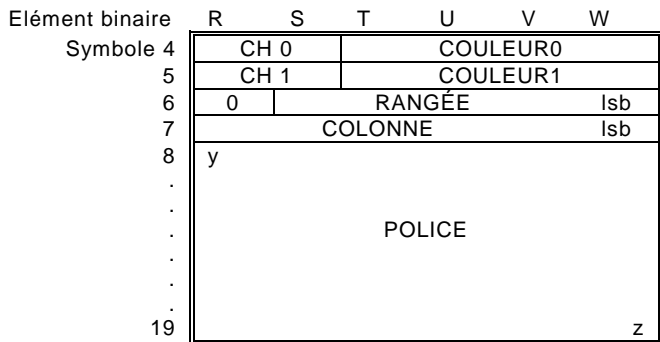 Elément binaire R S T U V W
Symbole 4 CH 0 COULEUR0
5 CH 1 COULEUR1
6 0 RANGÉE lsb
7 COLONNE lsb
8 y
.
.
. POLICE
.
.
.
19 z